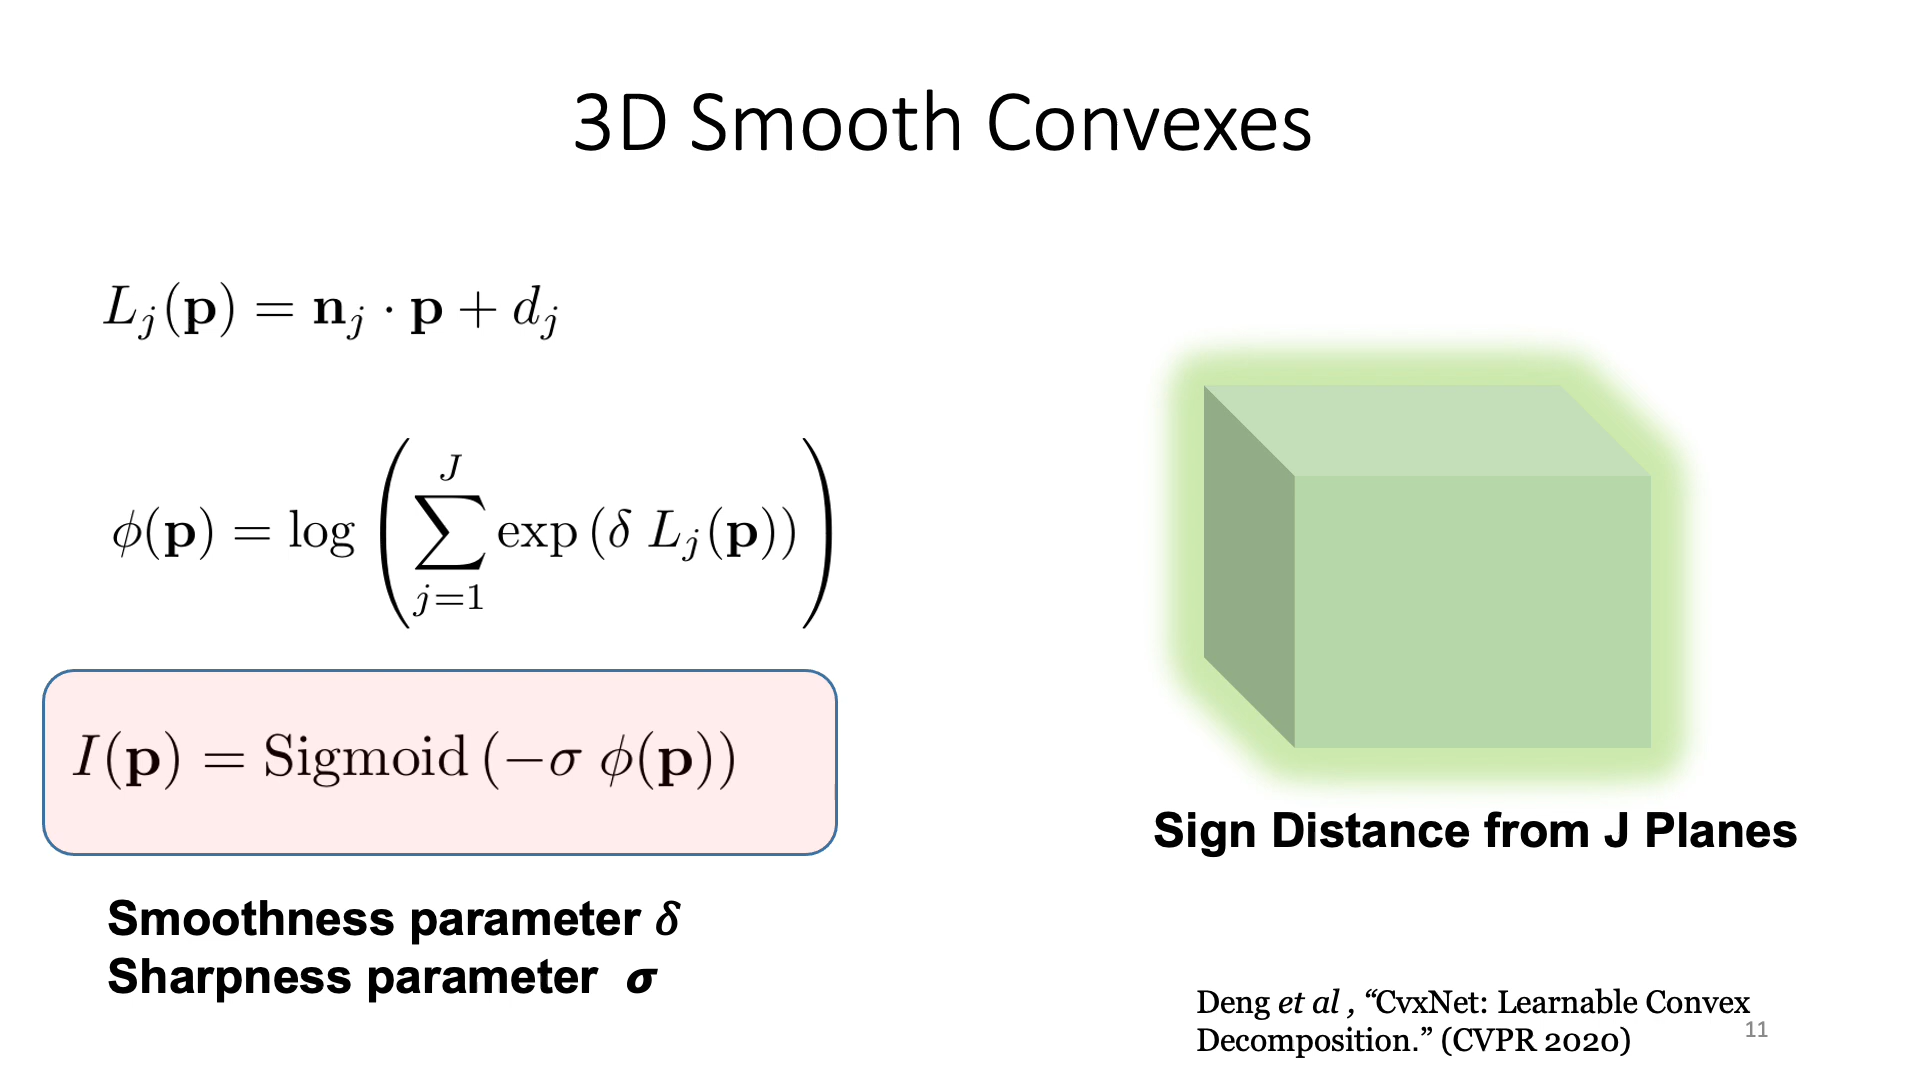 3D Smooth Convexes
L_j(𝐩) = 𝐧_j · 𝐩 + d_j
ϕ(𝐩) = log ( ∑_{j=1}^{J} exp (δ L_j(𝐩)) )
I(𝐩) = Sigmoid (−σ ϕ(𝐩))
Smoothness parameter δ
Sharpness parameter σ
Sign Distance from J Planes
Deng et al , “CvxNet: Learnable Convex
Decomposition.” (CVPR 2020)
11